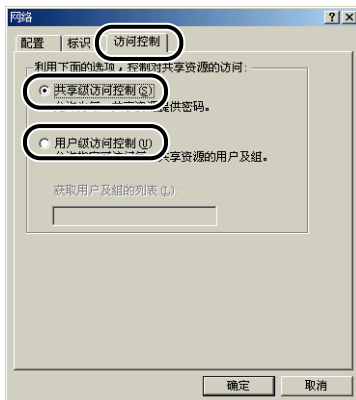 网络
配置 标识 访问控制
利用下面的选项，控制对共享资源的访问:
共享级访问控制(S)
提供密码。
用户级访问控制(U)
共享资源的用户及组。
获取用户及组的列表(L):
确定 取消